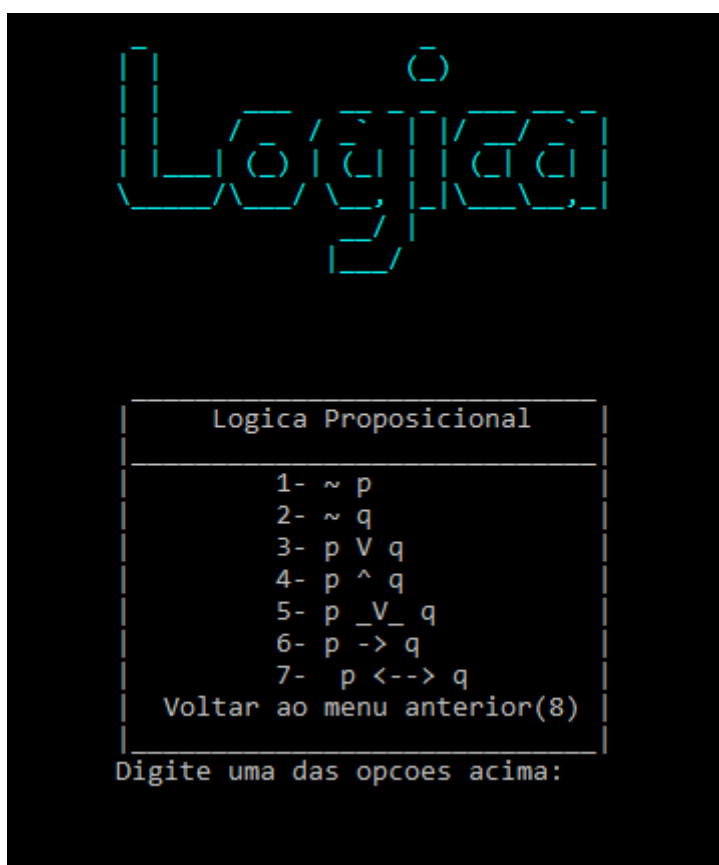 Logica
Logica Proposicional
1- ~ p
2- ~ q
3- p V q
4- p ^ q
5- p _V_ q
6- p -> q
7-  p <--> q
Voltar ao menu anterior(8)
Digite uma das opcoes acima: